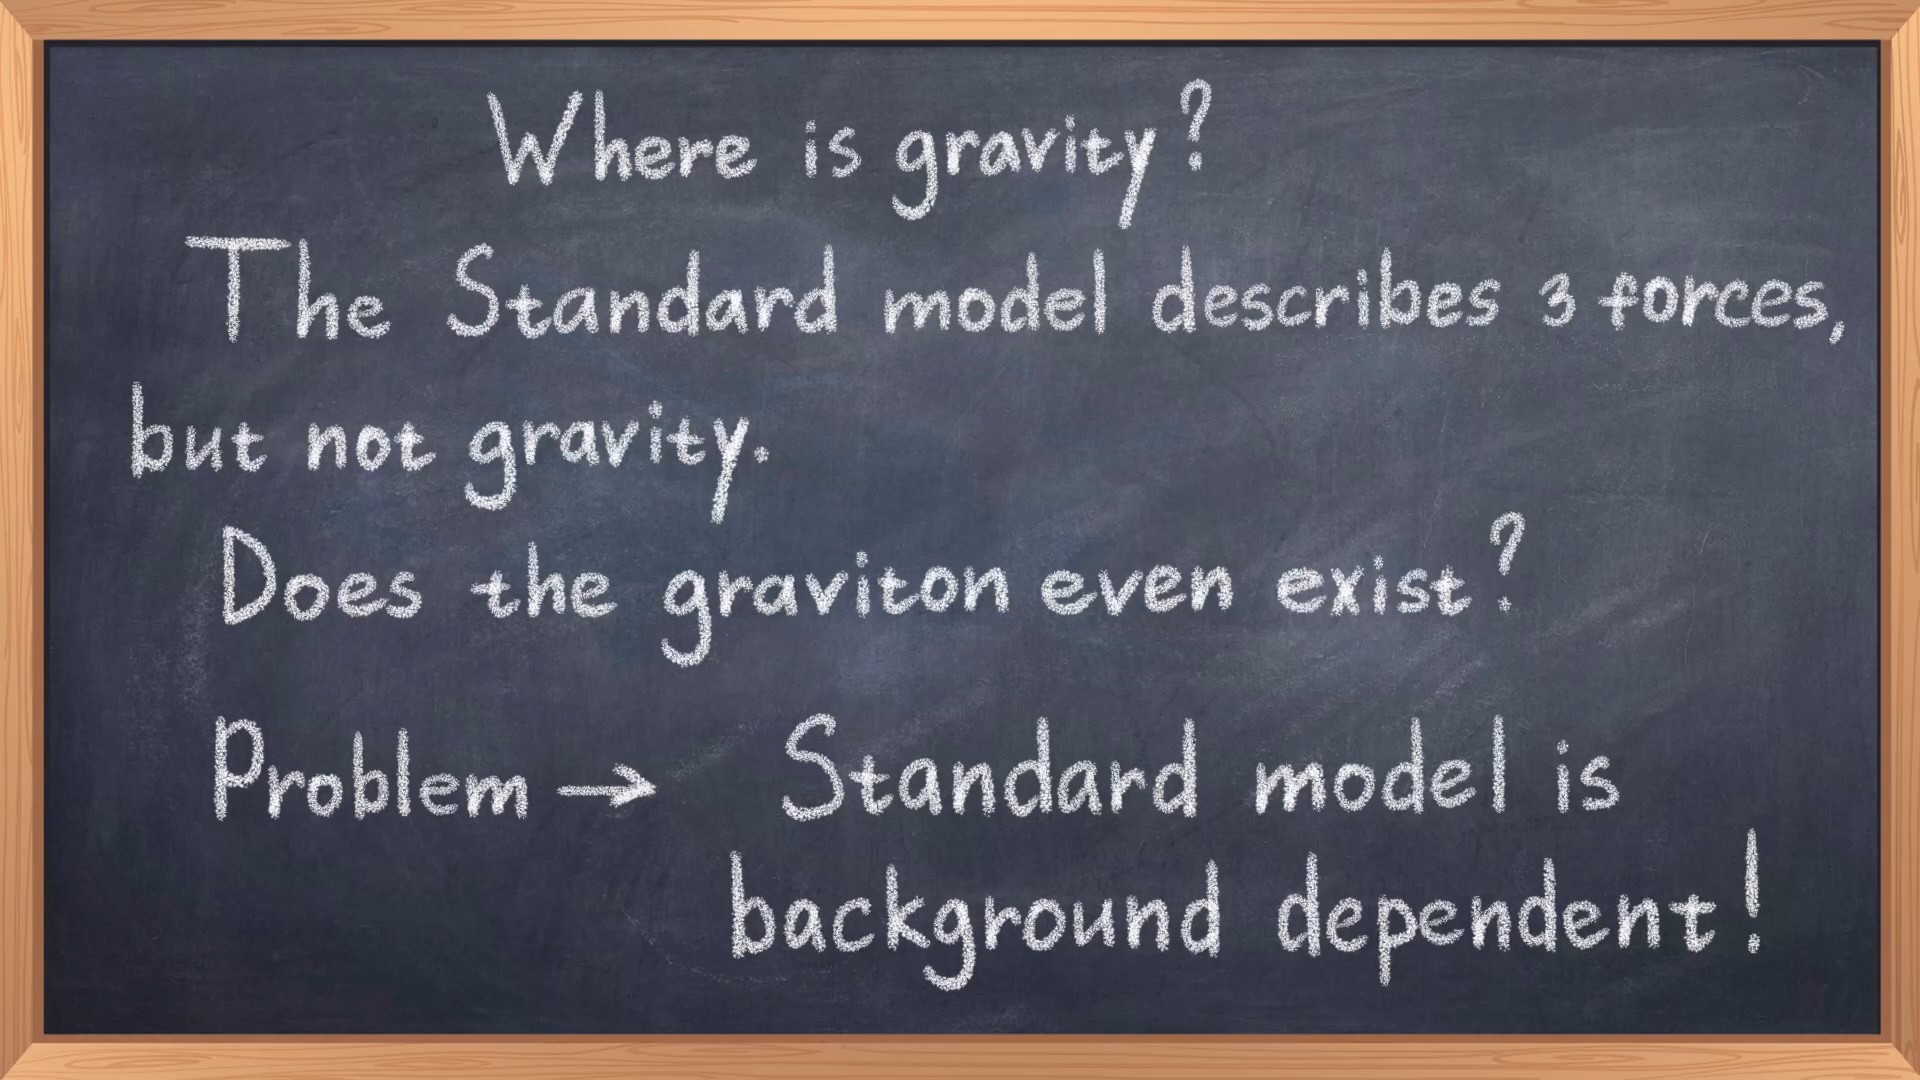 Where is gravity?
The Standard model describes 3 forces,
but not gravity.
Does the graviton even exist?
Problem → Standard model is
background dependent!